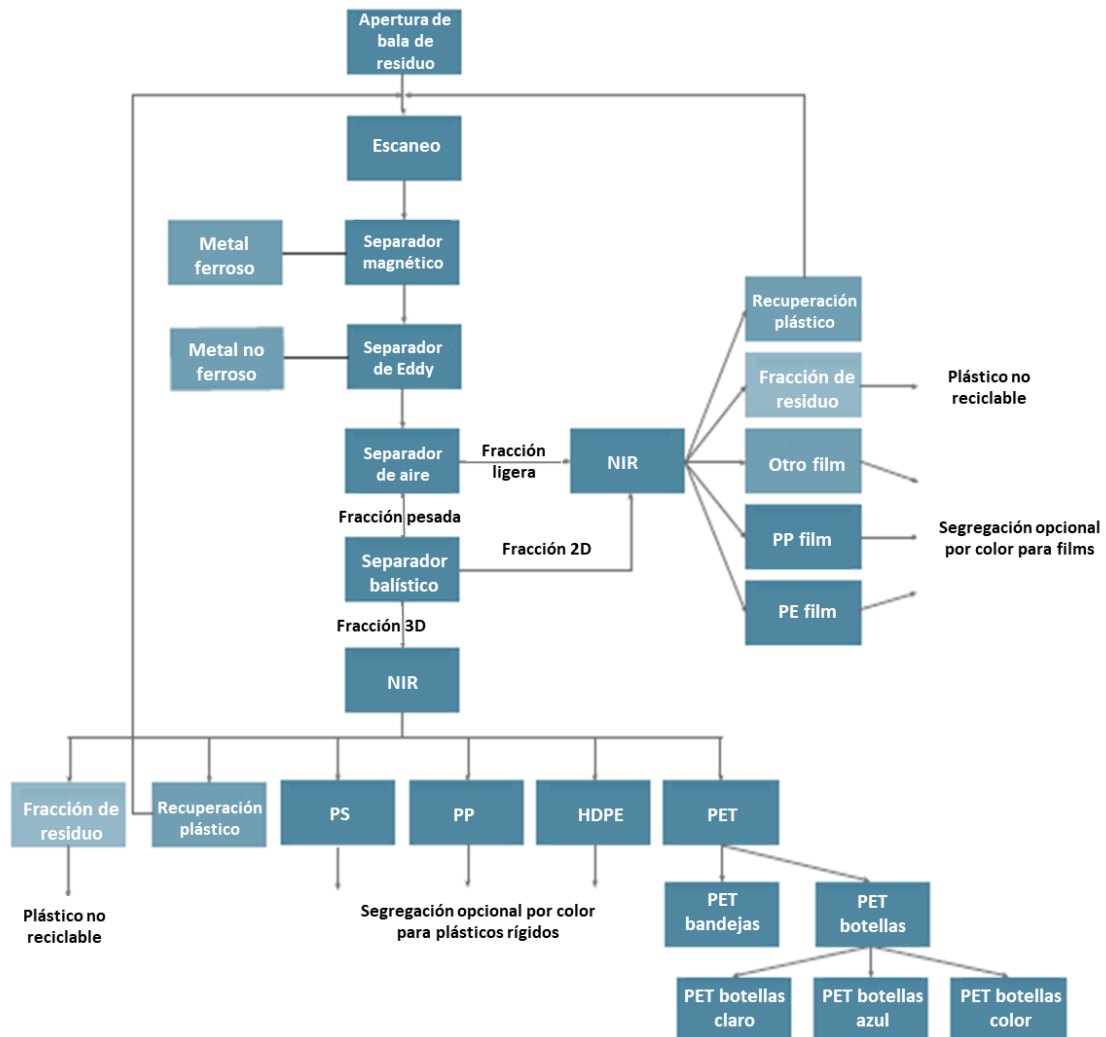 Apertura de
bala de
residuo
Escaneo
Metal
ferroso
Separador
magnético
Metal no
ferroso
Separador
de Eddy
Separador
de aire
Fracción
ligera
NIR
Recuperación
plástico
Fracción de
residuo
Plástico no
reciclable
Otro film
PP film
Segregación opcional
por color para films
PE film
Fracción pesada
Separador
balístico
Fracción 2D
Fracción 3D
NIR
Fracción de
residuo
Recuperación
plástico
PS
PP
HDPE
PET
Plástico no
reciclable
Segregación opcional por color
para plásticos rígidos
PET
bandejas
PET
botellas
PET botellas
claro
PET botellas
azul
PET botellas
color